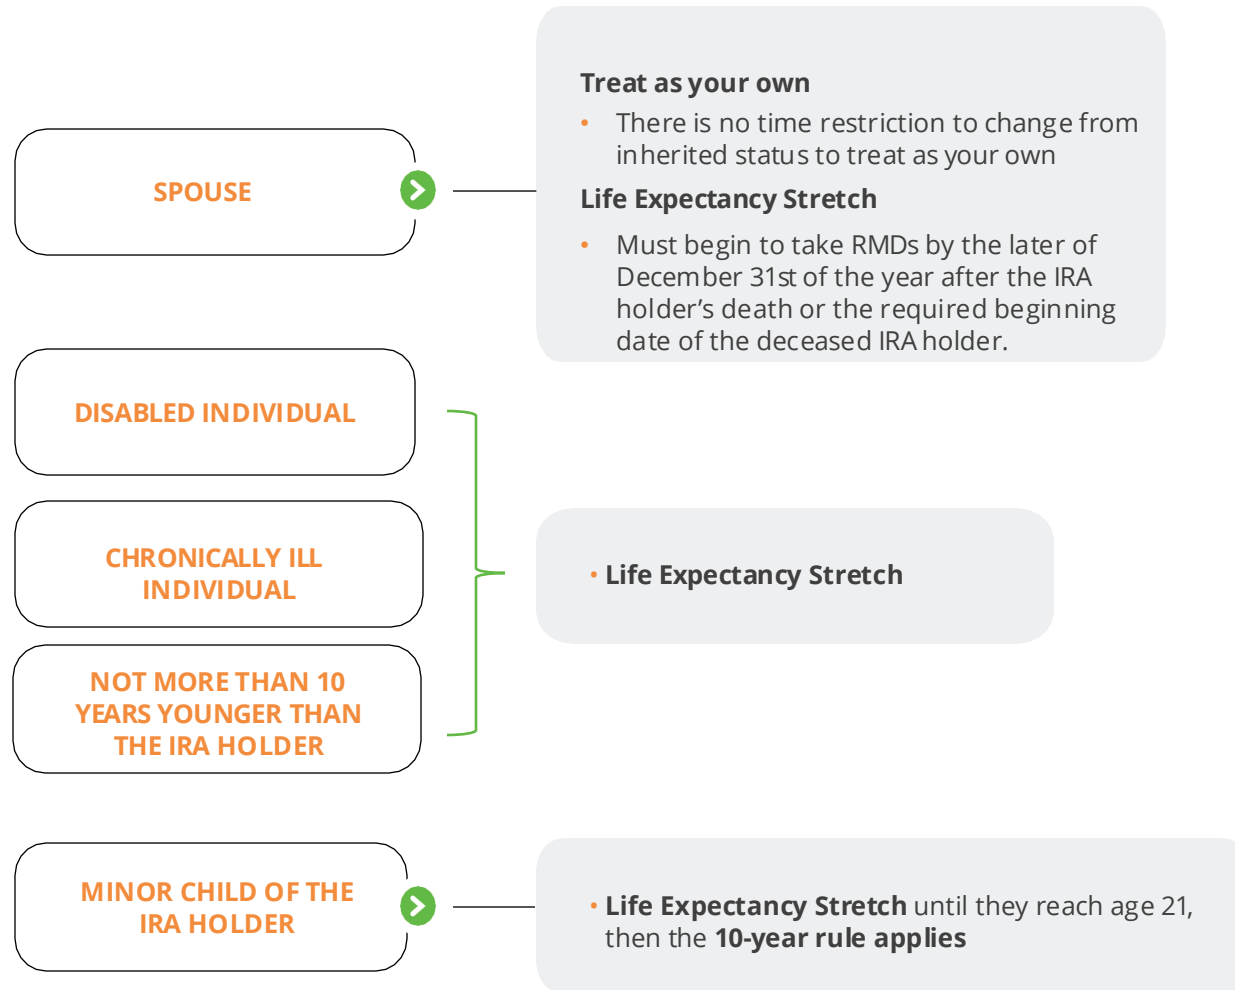 SPOUSE
Treat as your own
• There is no time restriction to change from
inherited status to treat as your own
Life Expectancy Stretch
• Must begin to take RMDs by the later of
December 31st of the year after the IRA
holder’s death or the required beginning
date of the deceased IRA holder.
DISABLED INDIVIDUAL
CHRONICALLY ILL
INDIVIDUAL
NOT MORE THAN 10
YEARS YOUNGER THAN
THE IRA HOLDER
• Life Expectancy Stretch
MINOR CHILD OF THE
IRA HOLDER
• Life Expectancy Stretch until they reach age 21,
then the 10-year rule applies